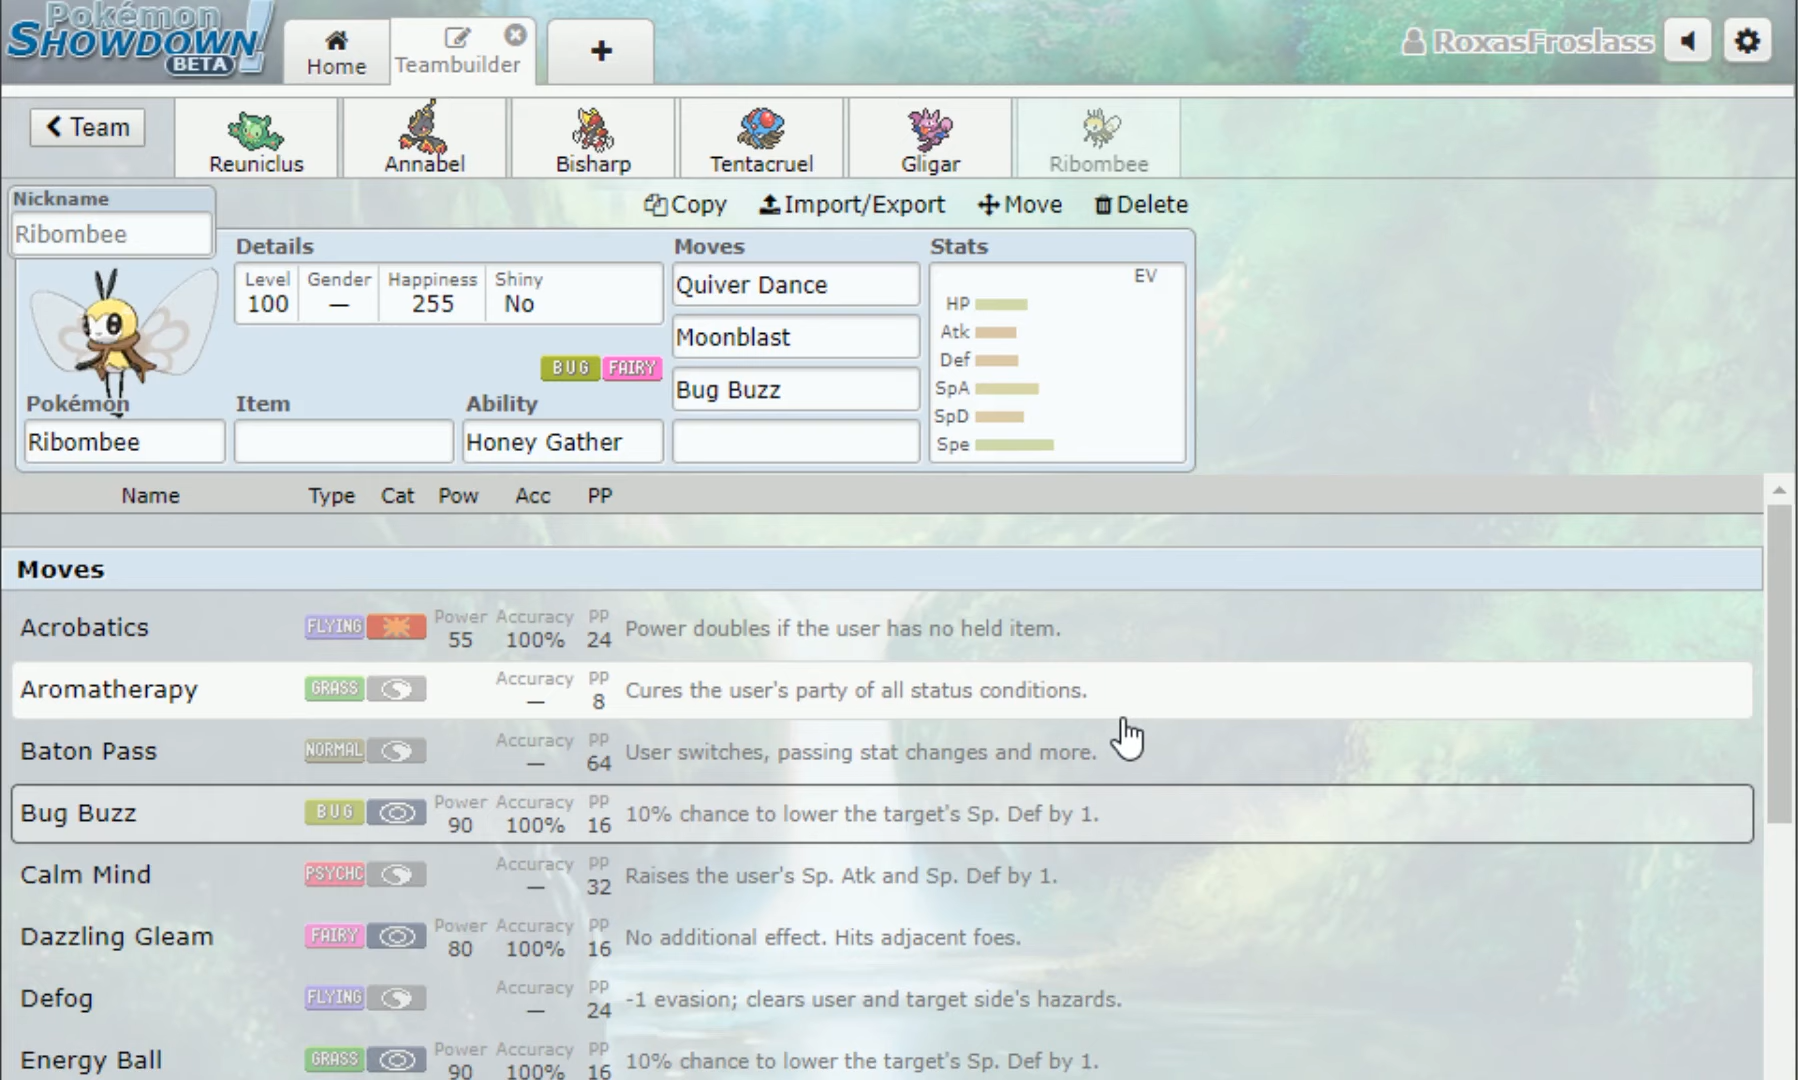 Pokémon
SHOWDOWN!
BETA
Home
Teambuilder
+
RoxasFroslass
Team
Reuniclus
Annabel
Bisharp
Tentacruel
Gligar
Ribombee
Nickname
Ribombee
Copy
Import/Export
Move
Delete
Details
Moves
Stats
Level
Gender
Happiness
Shiny
100
—
255
No
Quiver Dance
Moonblast
Bug Buzz
EV
HP
Atk
Def
SpA
SpD
Spe
BUG FAIRY
Pokémon
Item
Ability
Ribombee
Honey Gather
Name Type Cat Pow Acc PP
Moves
Acrobatics FLYING Power 55 Accuracy 100% PP 24 Power doubles if the user has no held item.
Aromatherapy GRASS Accuracy — PP 8 Cures the user's party of all status conditions.
Baton Pass NORMAL Accuracy — PP 64 User switches, passing stat changes and more.
Bug Buzz BUG Power 90 Accuracy 100% PP 16 10% chance to lower the target's Sp. Def by 1.
Calm Mind PSYCHC Accuracy — PP 32 Raises the user's Sp. Atk and Sp. Def by 1.
Dazzling Gleam FAIRY Power 80 Accuracy 100% PP 16 No additional effect. Hits adjacent foes.
Defog FLYING Accuracy — PP 24 -1 evasion; clears user and target side's hazards.
Energy Ball GRASS Power 90 Accuracy 100% PP 16 10% chance to lower the target's Sp. Def by 1.